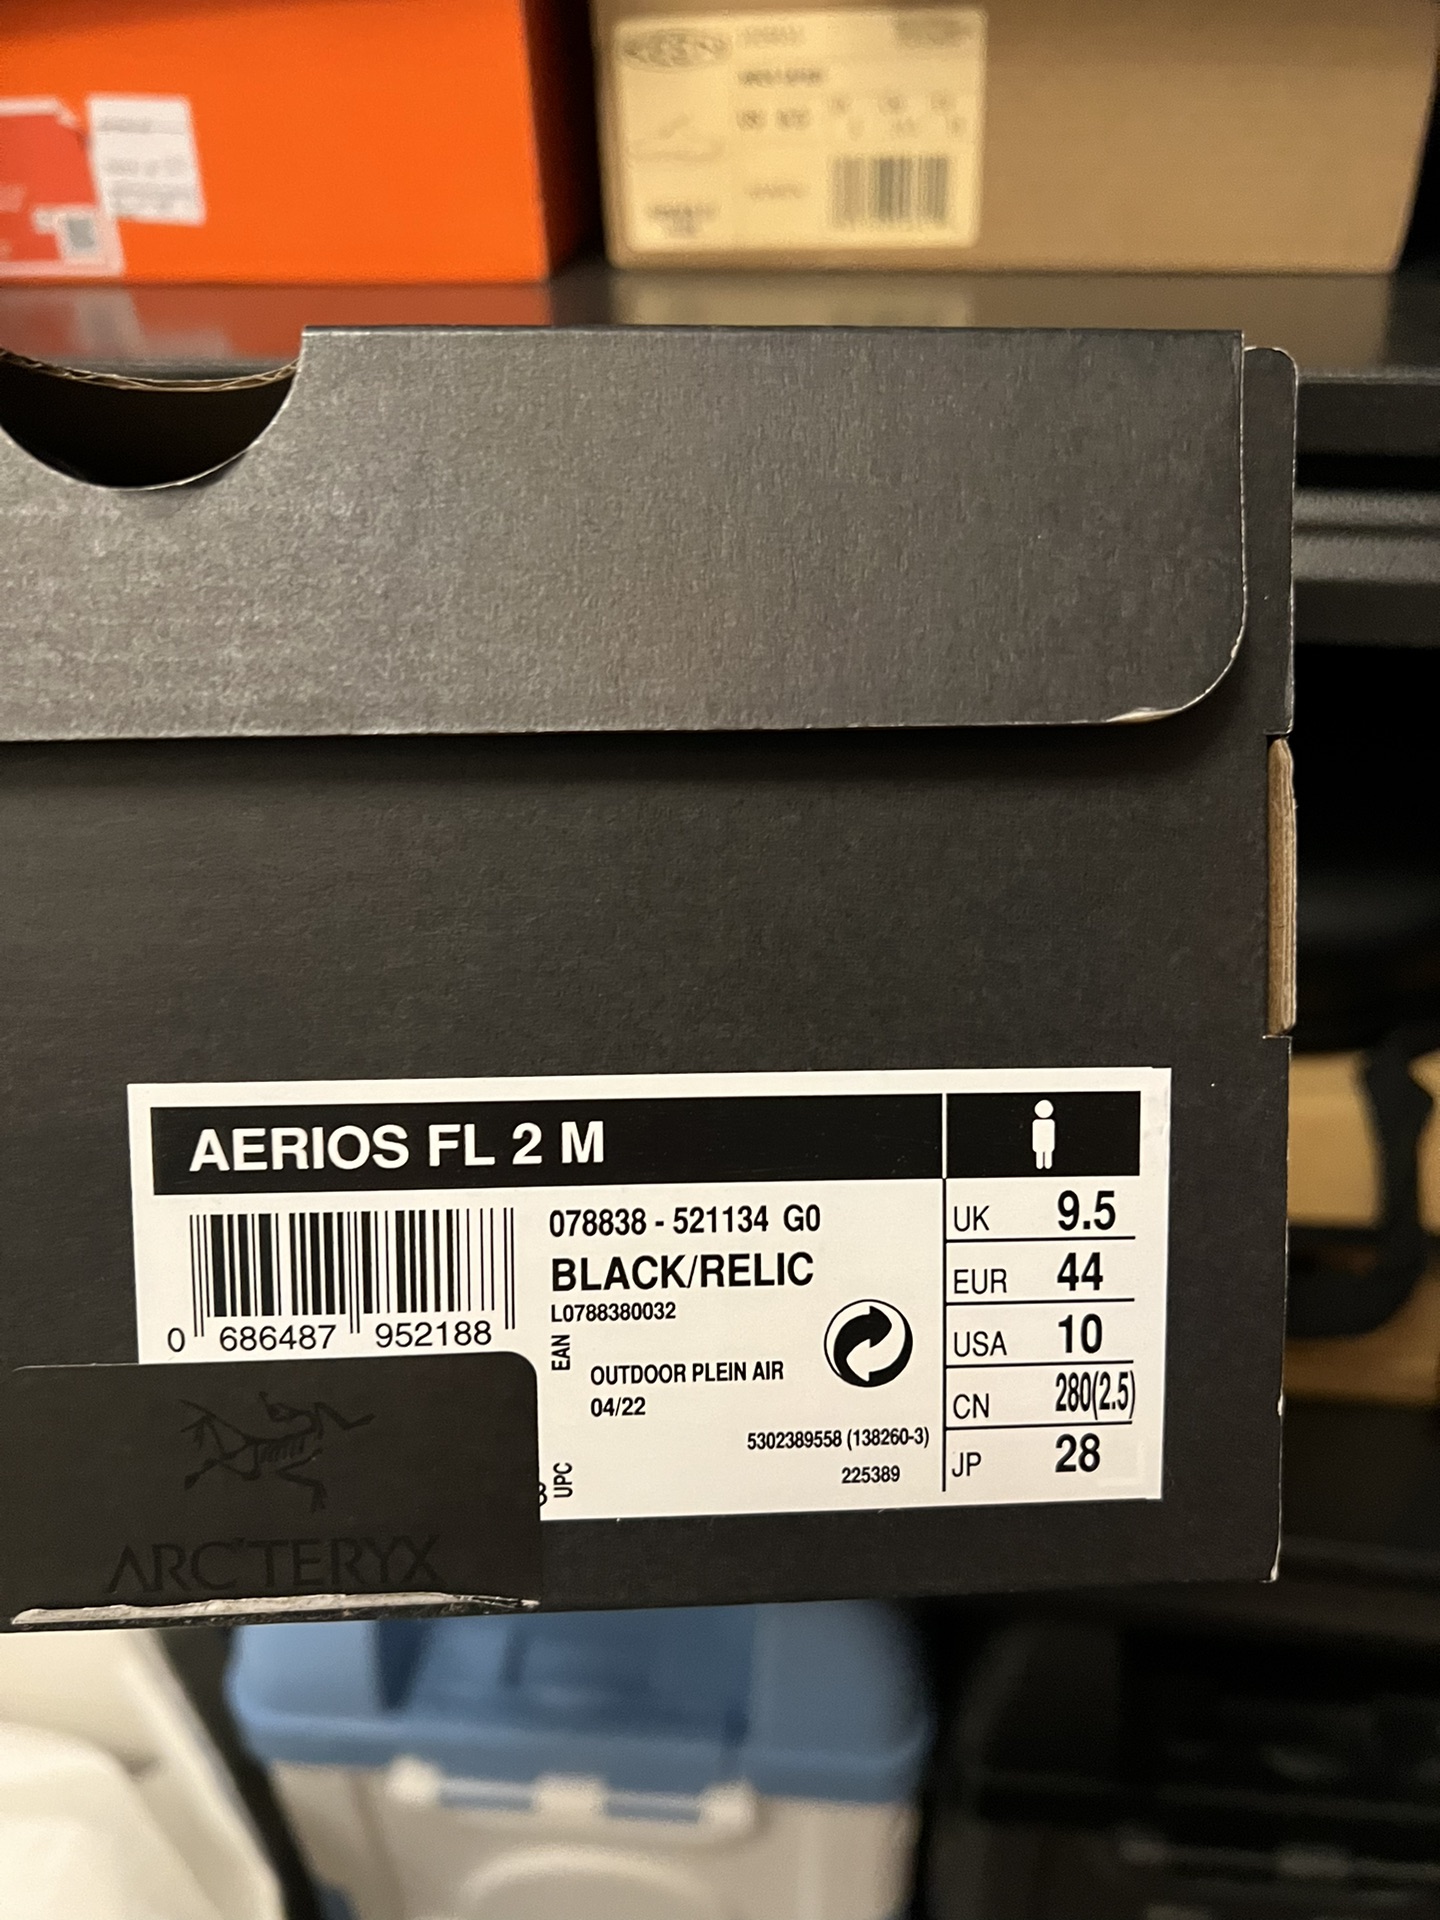 AERIOS FL 2 M
0 686487 952188
078838 - 521134 G0
BLACK/RELIC
L0788380032
EAN
OUTDOOR PLEIN AIR
04/22
5302389558 (138260-3)
225389
UPC
UK 9.5
EUR 44
USA 10
CN 280(2.5)
JP 28
ARC'TERYX
KEEN